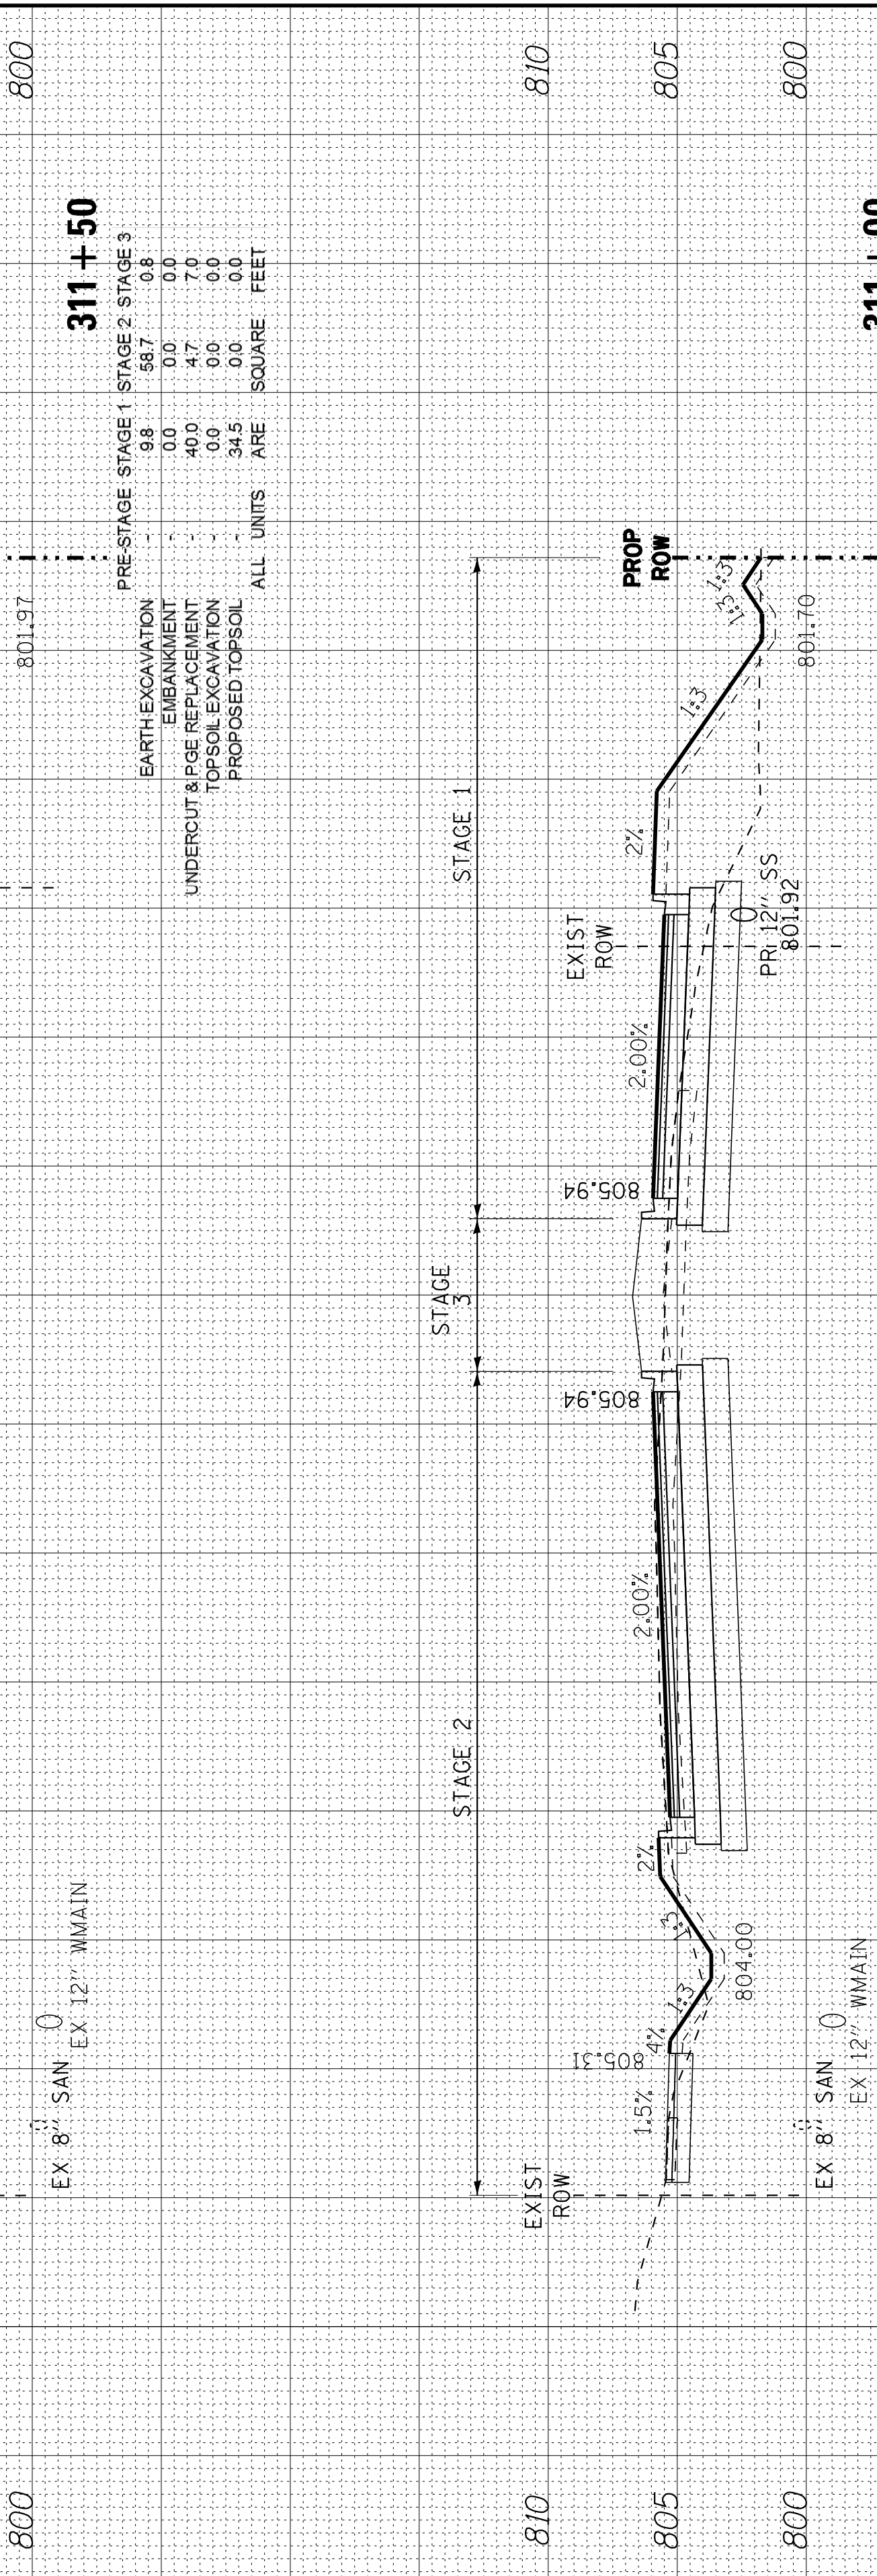 800
800
801.97
EX 8" SAN
EX 12" WMAIN
311+50
PRE-STAGE STAGE 1 STAGE 2 STAGE 3
EARTH EXCAVATION - 9.8 58.7 0.8
EMBANKMENT - 0.0 0.0 0.0
UNDERCUT & PGE REPLACEMENT - 40.0 4.7 7.0
TOPSOIL EXCAVATION - 0.0 0.0 0.0
PROPOSED TOPSOIL - 34.5 0.0 0.0
ALL UNITS ARE SQUARE FEET
STAGE 2
STAGE
3
STAGE 1
810
810
EXIST
ROW
EXIST
ROW
PROP
ROW
805.31
805.94
805.94
1.5%
4%
1:3
1:3
2%
2.00%
2.00%
2%
1:3
1:3
1:3
805
805
804.00
PR 12" SS
801.92
801.70
800
800
EX 8" SAN
EX 12" WMAIN